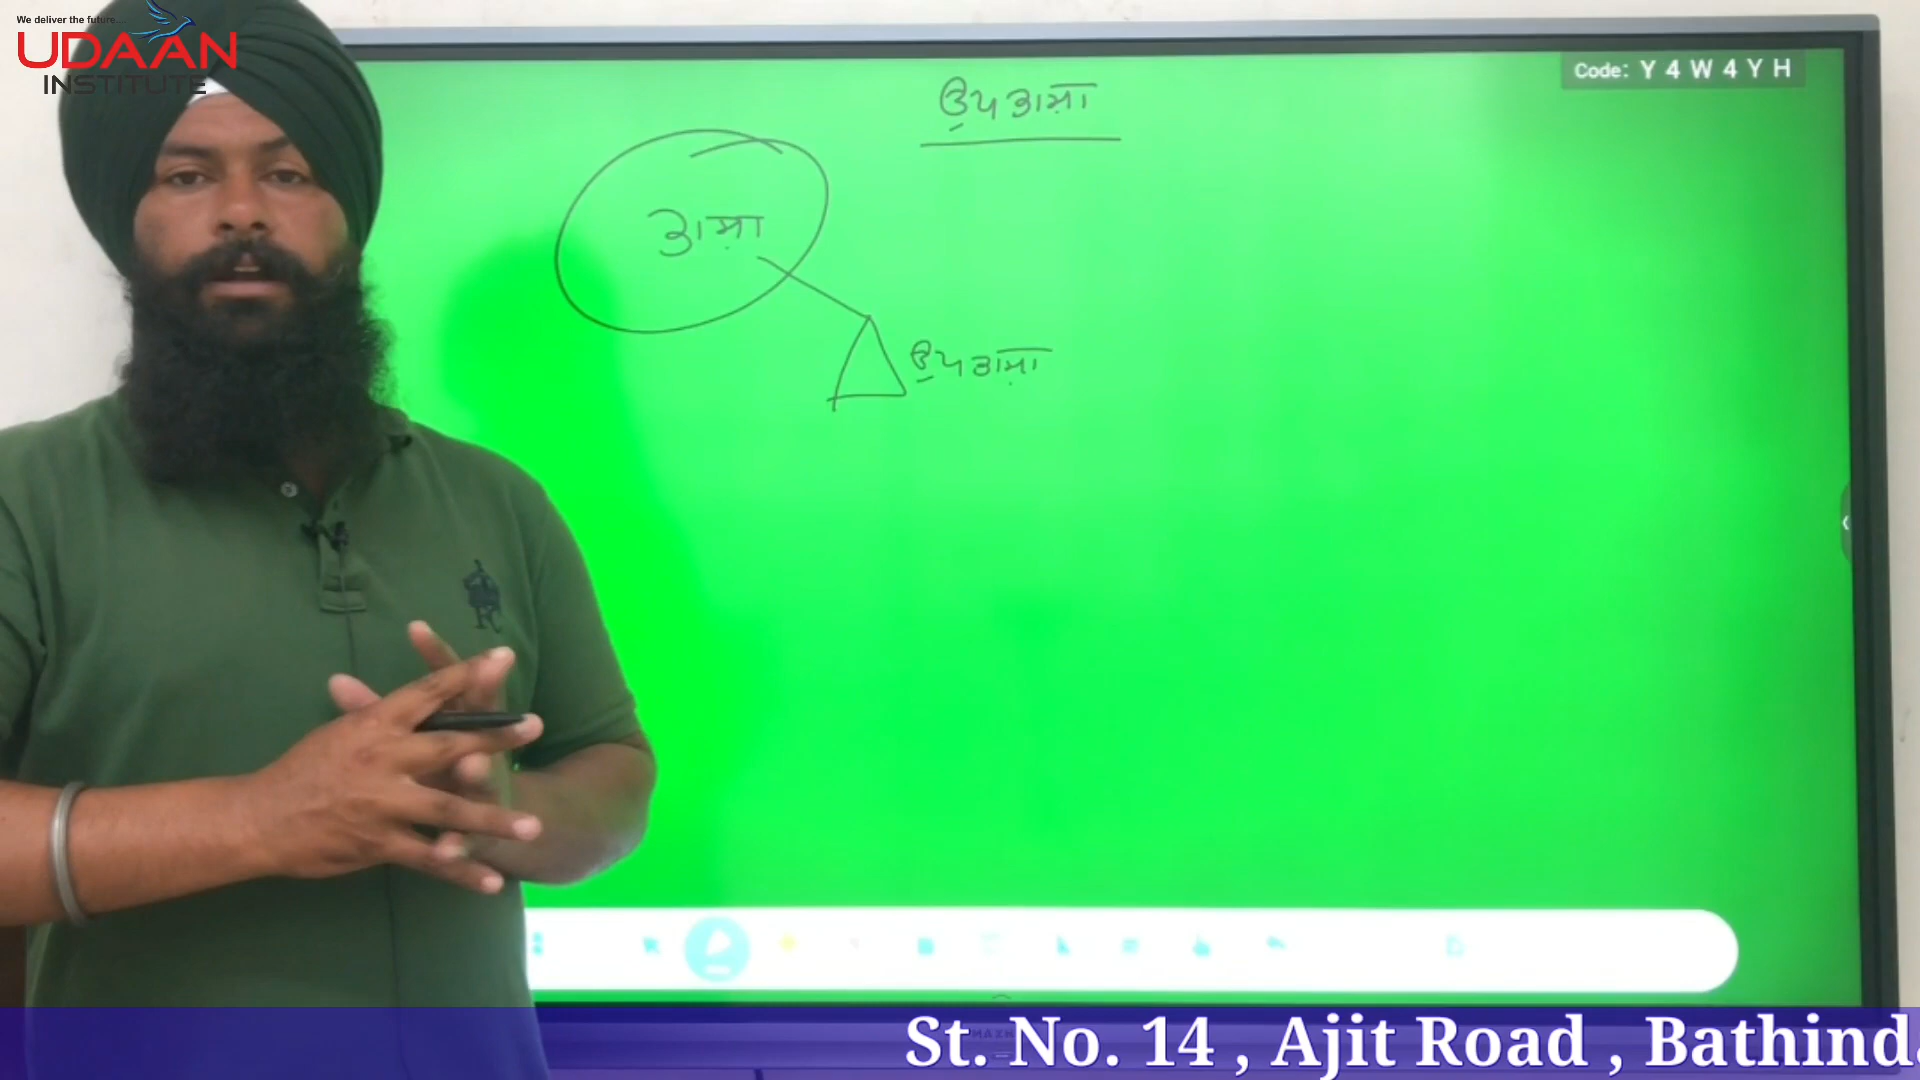 We deliver the future...
UDAAN
INSTITUTE
Code: Y 4 W 4 Y H
ਉਪਭਾਸ਼ਾ
ਭਾਸ਼ਾ
ਉਪਭਾਸ਼ਾ
St. No. 14 , Ajit Road , Bathind